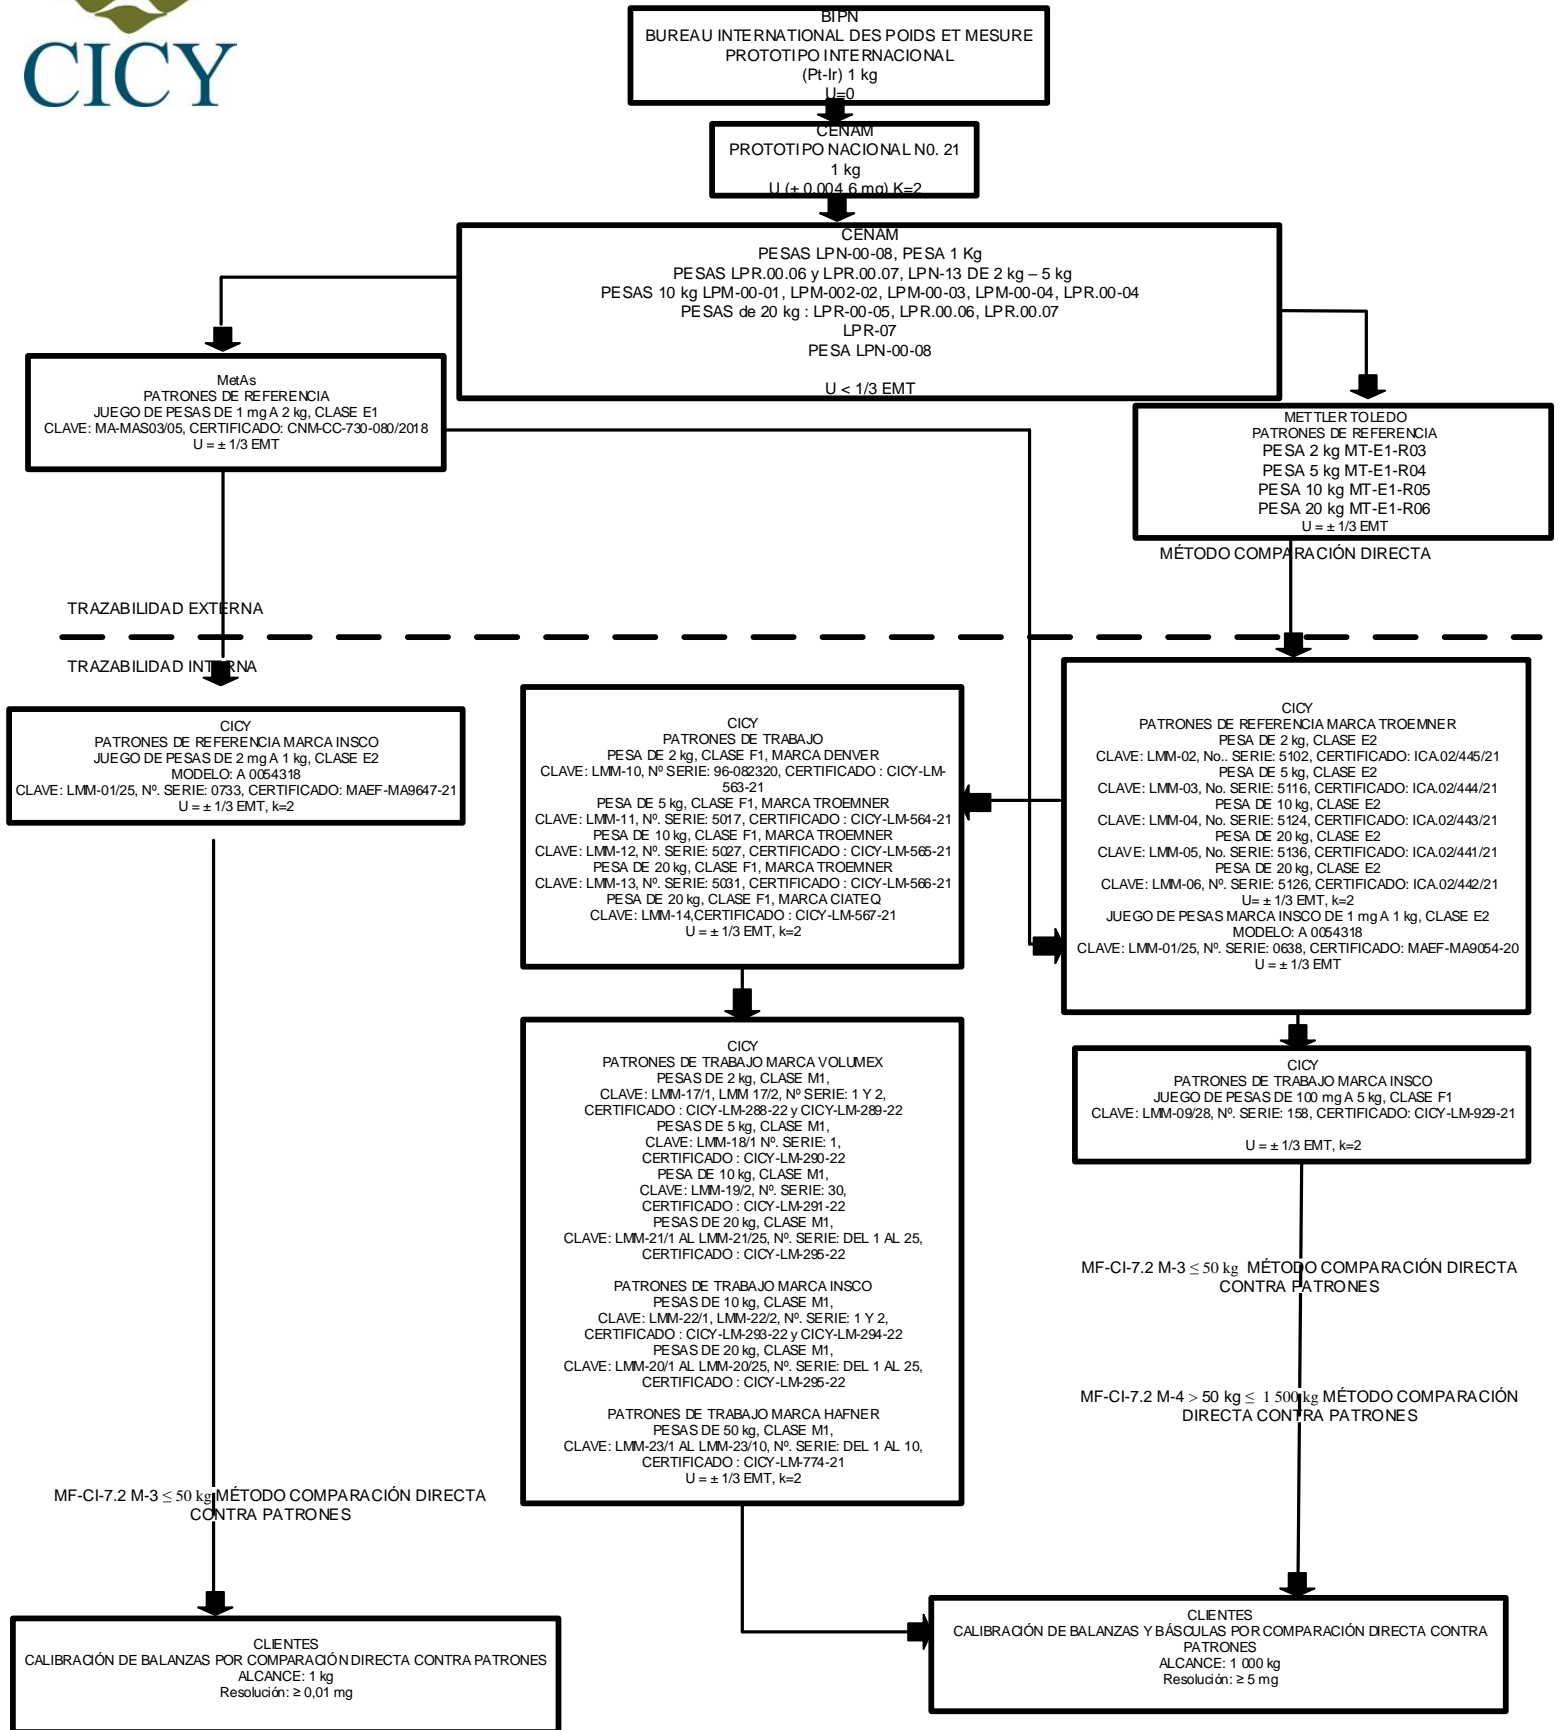 CICY
BIPN
BUREAU INTERNATIONAL DES POIDS ET MESURE
PROTOTIPO INTERNACIONAL
(Pt-Ir) 1 kg
U=0
CENAM
PROTOTIPO NACIONAL N0. 21
1 kg
U (± 0.004 6 mg) K=2
CENAM
PESAS LPN-00-08, PESA 1 Kg
PESAS LPR.00.06 y LPR.00.07, LPN-13 DE 2 kg – 5 kg
PESAS 10 kg LPM-00-01, LPM-002-02, LPM-00-03, LPM-00-04, LPR.00-04
PESAS de 20 kg : LPR-00-05, LPR.00.06, LPR.00.07
LPR-07
PESA LPN-00-08
U < 1/3 EMT
MetAs
PATRONES DE REFERENCIA
JUEGO DE PESAS DE 1 mg A 2 kg, CLASE E1
CLAVE: MA-MAS03/05, CERTIFICADO: CNM-CC-730-080/2018
U = ± 1/3 EMT
METTLER TOLEDO
PATRONES DE REFERENCIA
PESA 2 kg MT-E1-R03
PESA 5 kg MT-E1-R04
PESA 10 kg MT-E1-R05
PESA 20 kg MT-E1-R06
U = ± 1/3 EMT
MÉTODO COMPARACIÓN DIRECTA
TRAZABILIDAD EXTERNA
TRAZABILIDAD INTERNA
CICY
PATRONES DE REFERENCIA MARCA INSCO
JUEGO DE PESAS DE 2 mg A 1 kg, CLASE E2
MODELO: A 0054318
CLAVE: LMM-01/25, Nº. SERIE: 0733, CERTIFICADO: MAEF-MA9647-21
U = ± 1/3 EMT, k=2
CICY
PATRONES DE TRABAJO
PESA DE 2 kg, CLASE F1, MARCA DENVER
CLAVE: LMM-10, Nº SERIE: 96-082320, CERTIFICADO : CICY-LM-
563-21
PESA DE 5 kg, CLASE F1, MARCA TROEMNER
CLAVE: LMM-11, Nº. SERIE: 5017, CERTIFICADO : CICY-LM-564-21
PESA DE 10 kg, CLASE F1, MARCA TROEMNER
CLAVE: LMM-12, Nº. SERIE: 5027, CERTIFICADO : CICY-LM-565-21
PESA DE 20 kg, CLASE F1, MARCA TROEMNER
CLAVE: LMM-13, Nº. SERIE: 5031, CERTIFICADO : CICY-LM-566-21
PESA DE 20 kg, CLASE F1, MARCA CIATEQ
CLAVE: LMM-14,CERTIFICADO : CICY-LM-567-21
U = ± 1/3 EMT, k=2
CICY
PATRONES DE REFERENCIA MARCA TROEMNER
PESA DE 2 kg, CLASE E2
CLAVE: LMM-02, No.. SERIE: 5102, CERTIFICADO: ICA.02/445/21
PESA DE 5 kg, CLASE E2
CLAVE: LMM-03, No. SERIE: 5116, CERTIFICADO: ICA.02/444/21
PESA DE 10 kg, CLASE E2
CLAVE: LMM-04, No. SERIE: 5124, CERTIFICADO: ICA.02/443/21
PESA DE 20 kg, CLASE E2
CLAVE: LMM-05, No. SERIE: 5136, CERTIFICADO: ICA.02/441/21
PESA DE 20 kg, CLASE E2
CLAVE: LMM-06, Nº. SERIE: 5126, CERTIFICADO: ICA.02/442/21
U= ± 1/3 EMT, k=2
JUEGO DE PESAS MARCA INSCO DE 1 mg A 1 kg, CLASE E2
MODELO: A 0054318
CLAVE: LMM-01/25, Nº. SERIE: 0638, CERTIFICADO: MAEF-MA9054-20
U = ± 1/3 EMT
CICY
PATRONES DE TRABAJO MARCA VOLUMEX
PESAS DE 2 kg, CLASE M1,
CLAVE: LMM-17/1, LMM 17/2, Nº SERIE: 1 Y 2,
CERTIFICADO : CICY-LM-288-22 y CICY-LM-289-22
PESAS DE 5 kg, CLASE M1,
CLAVE: LMM-18/1 Nº. SERIE: 1,
CERTIFICADO : CICY-LM-290-22
PESA DE 10 kg, CLASE M1,
CLAVE: LMM-19/2, Nº. SERIE: 30,
CERTIFICADO : CICY-LM-291-22
PESAS DE 20 kg, CLASE M1,
CLAVE: LMM-21/1 AL LMM-21/25, Nº. SERIE: DEL 1 AL 25,
CERTIFICADO : CICY-LM-295-22
PATRONES DE TRABAJO MARCA INSCO
PESAS DE 10 kg, CLASE M1,
CLAVE: LMM-22/1, LMM-22/2, Nº. SERIE: 1 Y 2,
CERTIFICADO : CICY-LM-293-22 y CICY-LM-294-22
PESAS DE 20 kg, CLASE M1,
CLAVE: LMM-20/1 AL LMM-20/25, Nº. SERIE: DEL 1 AL 25,
CERTIFICADO : CICY-LM-295-22
PATRONES DE TRABAJO MARCA HAFNER
PESAS DE 50 kg, CLASE M1,
CLAVE: LMM-23/1 AL LMM-23/10, Nº. SERIE: DEL 1 AL 10,
CERTIFICADO : CICY-LM-774-21
U = ± 1/3 EMT, k=2
CICY
PATRONES DE TRABAJO MARCA INSCO
JUEGO DE PESAS DE 100 mg A 5 kg, CLASE F1
CLAVE: LMM-09/28, Nº. SERIE: 158, CERTIFICADO: CICY-LM-929-21
U = ± 1/3 EMT, k=2
MF-CI-7.2 M-3 ≤ 50 kg MÉTODO COMPARACIÓN DIRECTA
CONTRA PATRONES
MF-CI-7.2 M-4 > 50 kg ≤ 1 500 kg MÉTODO COMPARACIÓN
DIRECTA CONTRA PATRONES
MF-CI-7.2 M-3 ≤ 50 kg MÉTODO COMPARACIÓN DIRECTA
CONTRA PATRONES
CLIENTES
CALIBRACIÓN DE BALANZAS POR COMPARACIÓN DIRECTA CONTRA PATRONES
ALCANCE: 1 kg
Resolución: ≥ 0,01 mg
CLIENTES
CALIBRACIÓN DE BALANZAS Y BÁSCULAS POR COMPARACIÓN DIRECTA CONTRA
PATRONES
ALCANCE: 1 000 kg
Resolución: ≥ 5 mg